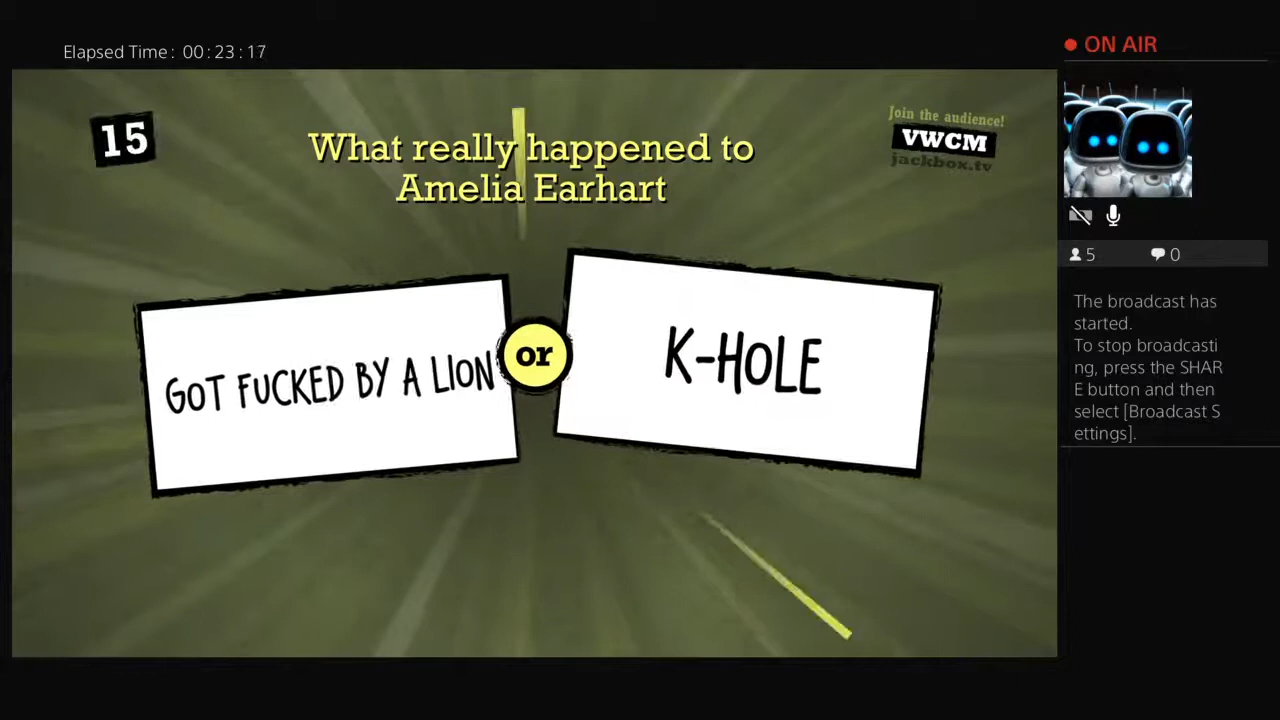 Elapsed Time: 00:23:17
ON AIR
15
What really happened to
Amelia Earhart
Join the audience!
VWCM
jackbox.tv
GOT FUCKED BY A LION
or
K-HOLE
5
0
The broadcast has
started.
To stop broadcasti
ng, press the SHAR
E button and then
select [Broadcast S
ettings].